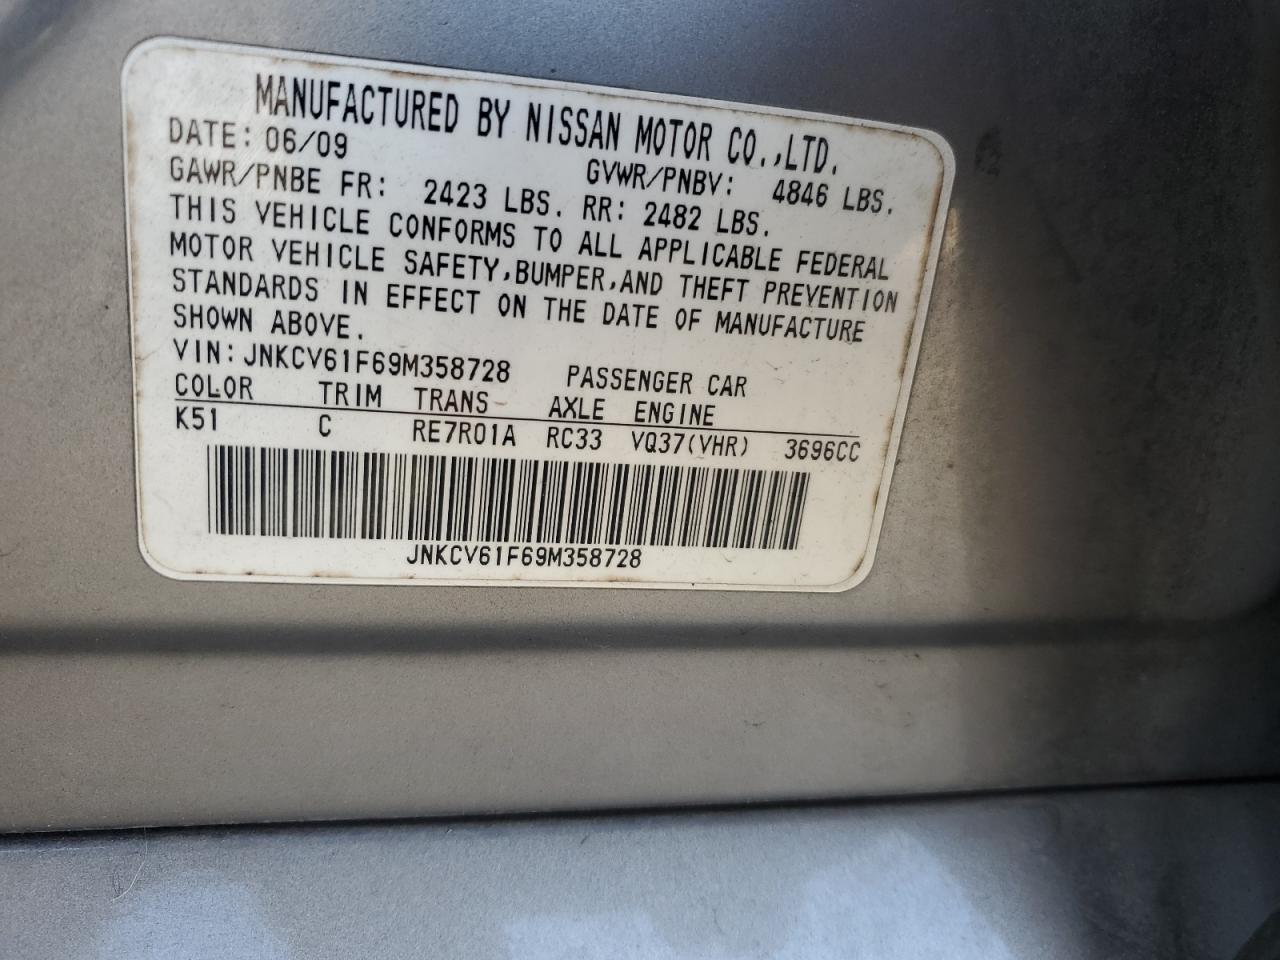 MANUFACTURED BY NISSAN MOTOR CO.,LTD.
DATE: 06/09 GVWR/PNBV: 4846 LBS.
GAWR/PNBE FR: 2423 LBS. RR: 2482 LBS.
THIS VEHICLE CONFORMS TO ALL APPLICABLE FEDERAL
MOTOR VEHICLE SAFETY,BUMPER,AND THEFT PREVENTION
STANDARDS IN EFFECT ON THE DATE OF MANUFACTURE
SHOWN ABOVE.
VIN: JNKCV61F69M358728 PASSENGER CAR
COLOR TRIM TRANS AXLE ENGINE
K51 C RE7R01A RC33 VQ37(VHR) 3696CC
JNKCV61F69M358728